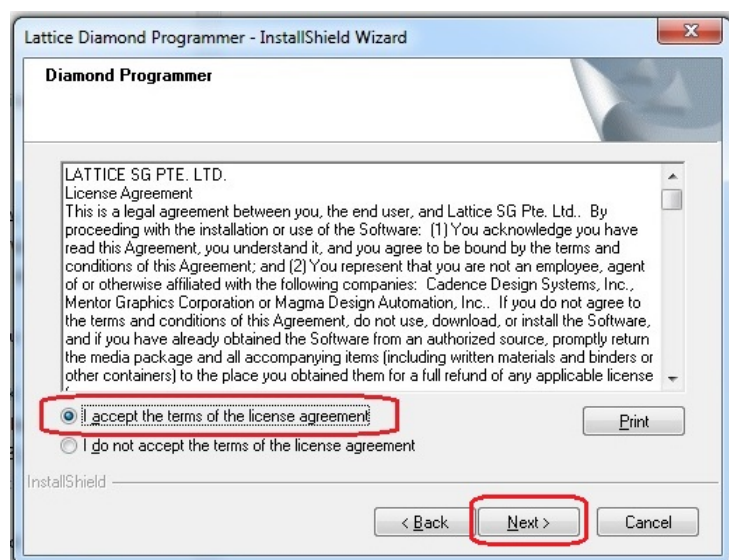 Lattice Diamond Programmer - InstallShield Wizard
Diamond Programmer
LATTICE SG PTE. LTD.
License Agreement
This is a legal agreement between you, the end user, and Lattice SG Pte. Ltd.. By
proceeding with the installation or use of the Software: (1) You acknowledge you have
read this Agreement, you understand it, and you agree to be bound by the terms and
conditions of this Agreement; and (2) You represent that you are not an employee, agent
of or otherwise affiliated with the following companies: Cadence Design Systems, Inc.,
Mentor Graphics Corporation or Magma Design Automation, Inc.. If you do not agree to
the terms and conditions of this Agreement, do not use, download, or install the Software,
and if you have already obtained the Software from an authorized source, promptly return
the media package and all accompanying items (including written materials and binders or
other containers) to the place you obtained them for a full refund of any applicable license
I accept the terms of the license agreement
Print
I do not accept the terms of the license agreement
InstallShield
< Back
Next >
Cancel